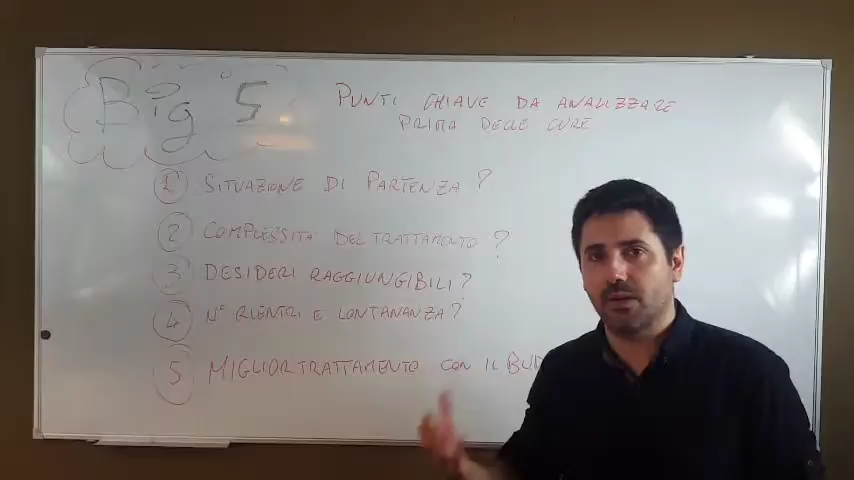 Big 5
PUNTI CHIAVE DA ANALIZZARE
PRIMA DELLE CURE
1 SITUAZIONE DI PARTENZA ?
2 COMPLESSITÀ DEL TRATTAMENTO ?
3 DESIDERI RAGGIUNGIBILI ?
4 N° RIENTRI E LONTANANZA ?
5 MIGLIOR TRATTAMENTO CON IL